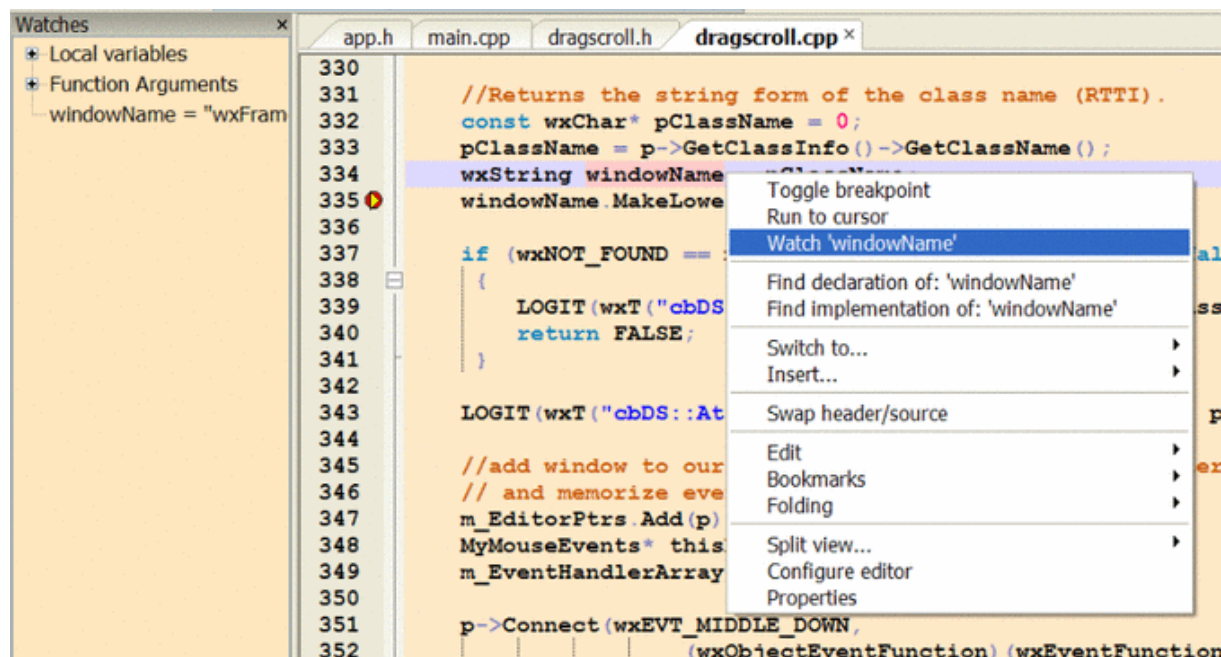 Watches ×
Local variables
Function Arguments
windowName = "wxFram
app.h main.cpp dragscroll.h dragscroll.cpp ×
330
331 //Returns the string form of the class name (RTTI).
332 const wxChar* pClassName = 0;
333 pClassName = p->GetClassInfo()->GetClassName();
334 wxString windowName = pClassName;
335 windowName.MakeLowe
336
337 if (wxNOT_FOUND ==
338 {
339 LOGIT(wxT("cbDS
340 return FALSE;
341 }
342
343 LOGIT(wxT("cbDS::At p
344
345 //add window to our er
346 // and memorize eve
347 m_EditorPtrs.Add(p)
348 MyMouseEvents* this
349 m_EventHandlerArray
350
351 p->Connect(wxEVT_MIDDLE_DOWN,
352 (wxObjectEventFunction)(wxEventFunction
Toggle breakpoint
Run to cursor
Watch 'windowName'
Find declaration of: 'windowName'
Find implementation of: 'windowName'
Switch to...
Insert...
Swap header/source
Edit
Bookmarks
Folding
Split view...
Configure editor
Properties